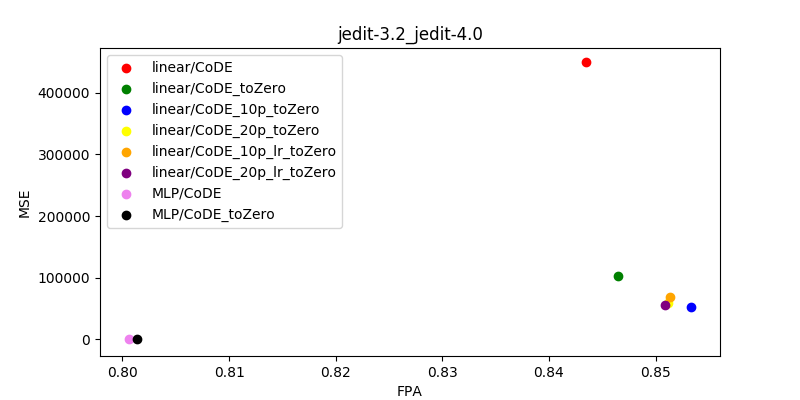 jedit-3.2_jedit-4.0
linear/CoDE
linear/CoDE_toZero
linear/CoDE_10p_toZero
linear/CoDE_20p_toZero
linear/CoDE_10p_lr_toZero
linear/CoDE_20p_lr_toZero
MLP/CoDE
MLP/CoDE_toZero
MSE
400000
300000
200000
100000
0
0.80 0.81 0.82 0.83 0.84 0.85
FPA